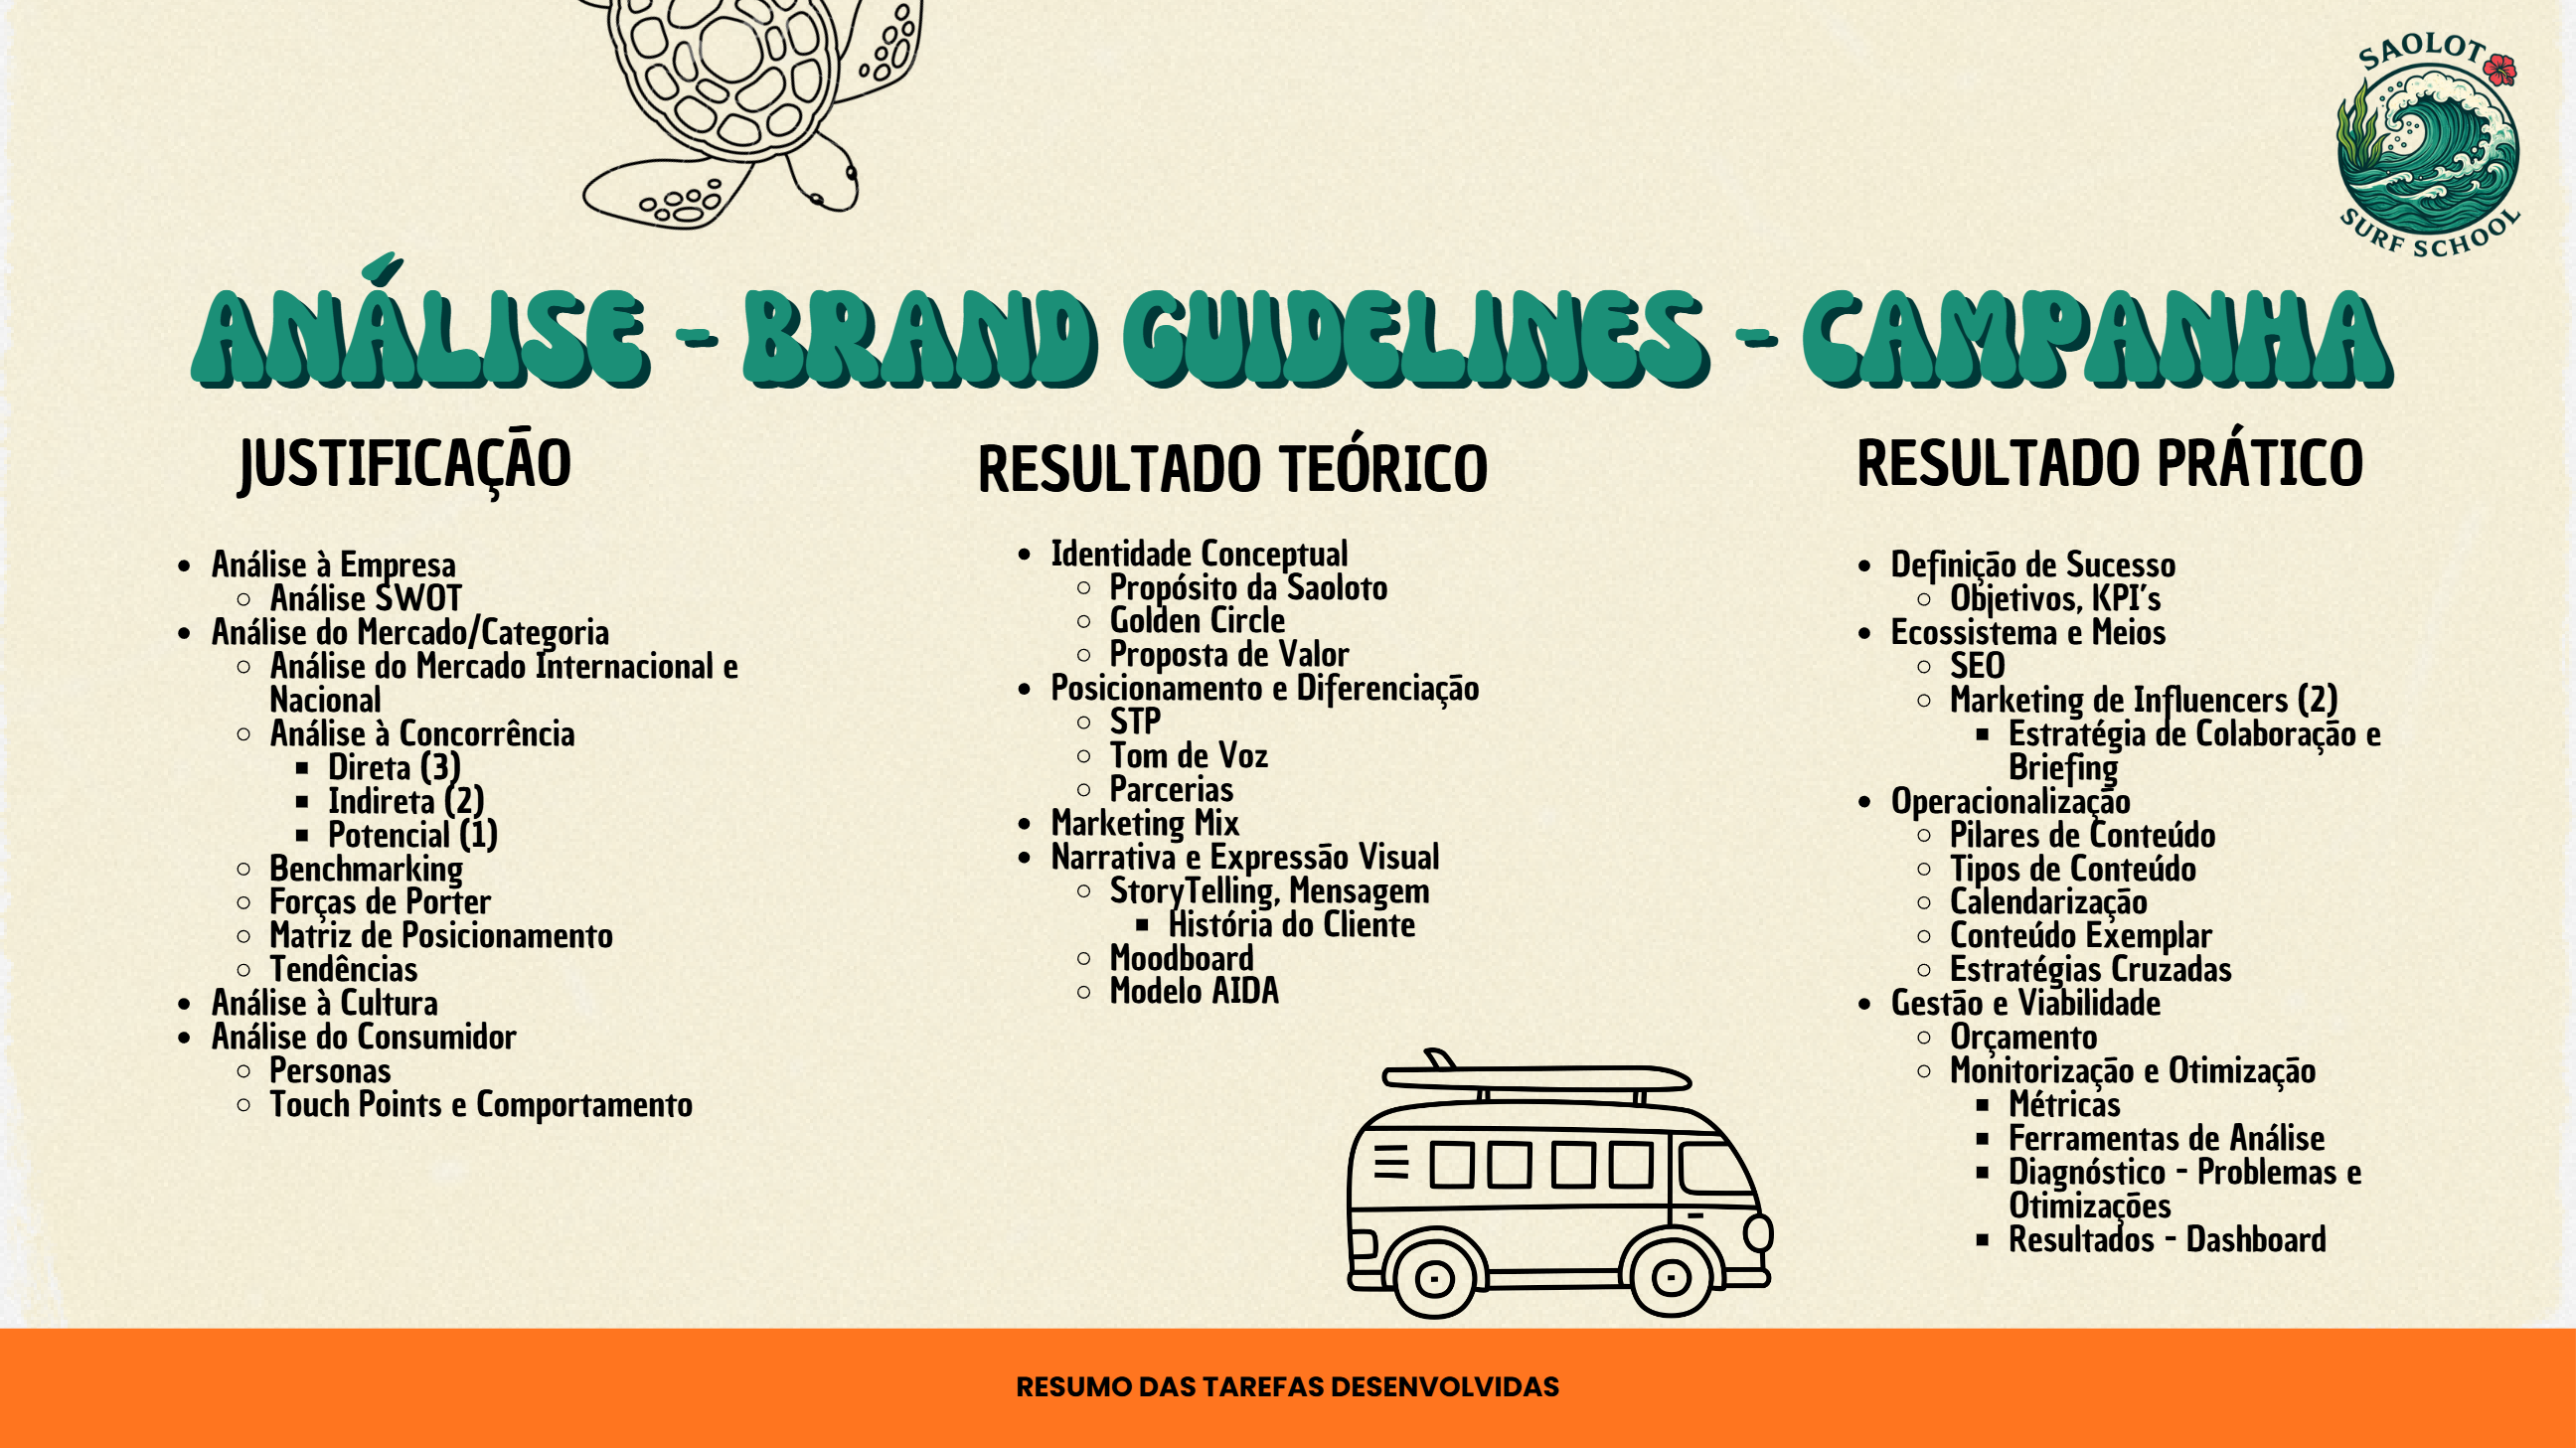 SAOLOT
SURF SCHOOL
ANÁLISE - BRAND GUIDELINES - CAMPANHA
JUSTIFICAÇÃO
• Análise à Empresa
○ Análise SWOT
• Análise do Mercado/Categoria
○ Análise do Mercado Internacional e
Nacional
○ Análise à Concorrência
▪ Direta (3)
▪ Indireta (2)
▪ Potencial (1)
○ Benchmarking
○ Forças de Porter
○ Matriz de Posicionamento
○ Tendências
• Análise à Cultura
• Análise do Consumidor
○ Personas
○ Touch Points e Comportamento
RESULTADO TEÓRICO
• Identidade Conceptual
○ Propósito da Saoloto
○ Golden Circle
○ Proposta de Valor
• Posicionamento e Diferenciação
○ STP
○ Tom de Voz
○ Parcerias
• Marketing Mix
• Narrativa e Expressão Visual
○ StoryTelling, Mensagem
▪ História do Cliente
○ Moodboard
○ Modelo AIDA
RESULTADO PRÁTICO
• Definição de Sucesso
○ Objetivos, KPI's
• Ecossistema e Meios
○ SEO
○ Marketing de Influencers (2)
▪ Estratégia de Colaboração e
Briefing
• Operacionalização
○ Pilares de Conteúdo
○ Tipos de Conteúdo
○ Calendarização
○ Conteúdo Exemplar
○ Estratégias Cruzadas
• Gestão e Viabilidade
○ Orçamento
○ Monitorização e Otimização
▪ Métricas
▪ Ferramentas de Análise
▪ Diagnóstico - Problemas e
Otimizações
▪ Resultados - Dashboard
RESUMO DAS TAREFAS DESENVOLVIDAS